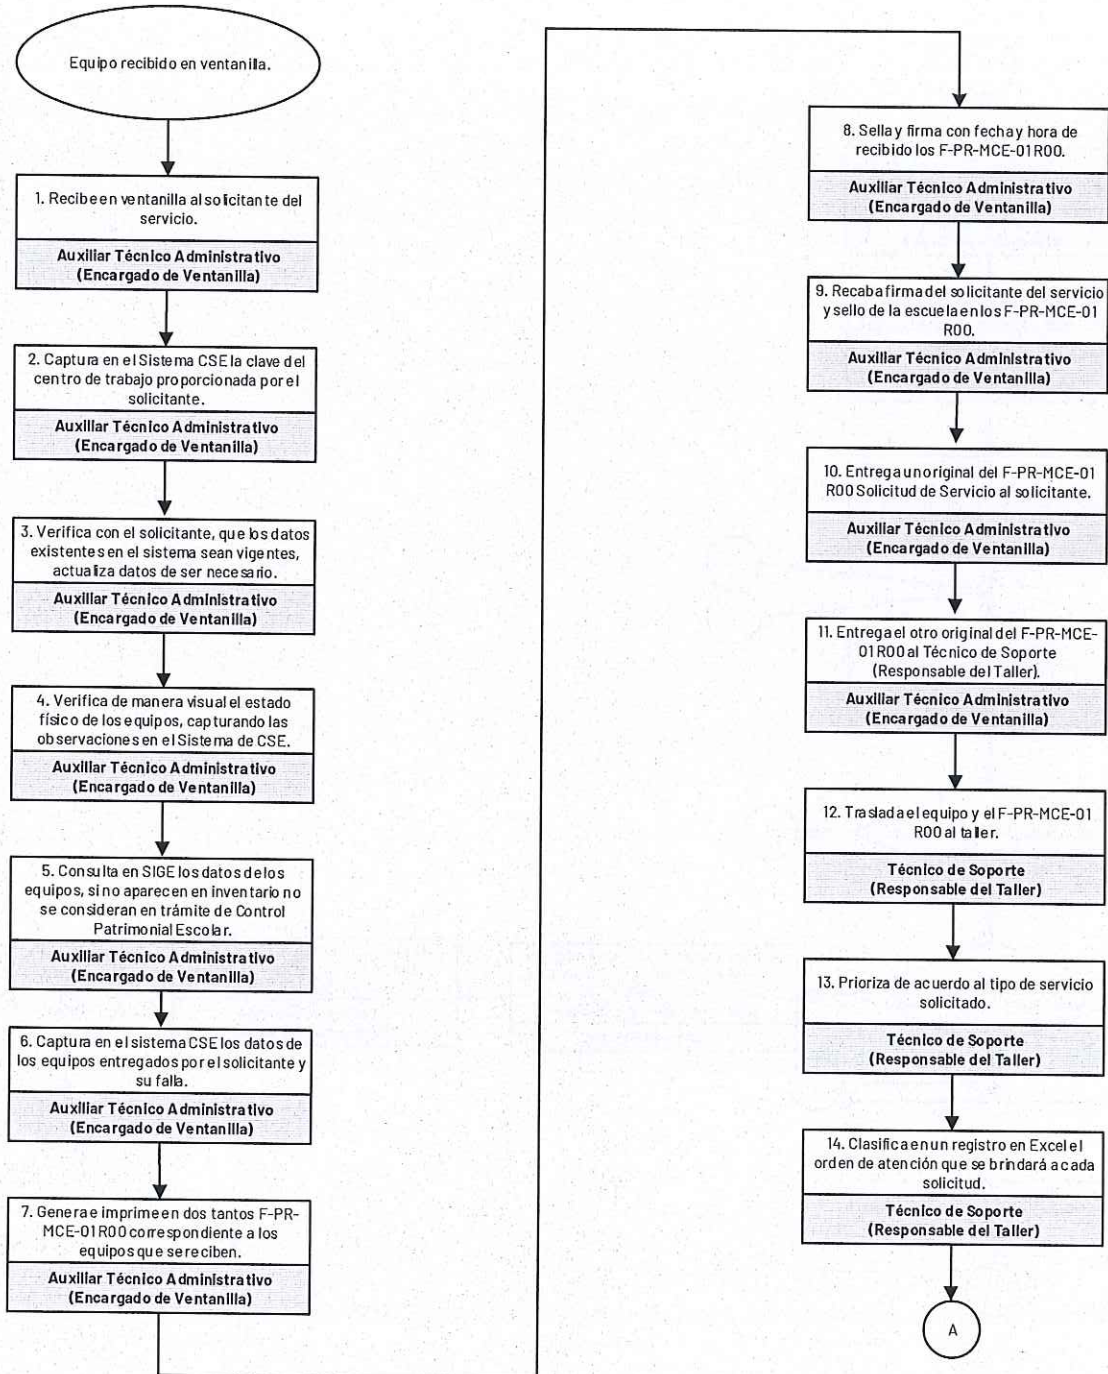 Equipo recibido en ventanilla.
1. Recibe en ventanilla al solicitante del
servicio.
Auxiliar Técnico Administrativo
(Encargado de Ventanilla)
2. Captura en el Sistema CSE la clave del
centro de trabajo proporcionada por el
solicitante.
Auxiliar Técnico Administrativo
(Encargado de Ventanilla)
3. Verifica con el solicitante, que los datos
existentes en el sistema sean vigentes,
actualiza datos de ser necesario.
Auxiliar Técnico Administrativo
(Encargado de Ventanilla)
4. Verifica de manera visual el estado
físico de los equipos, capturando las
observaciones en el Sistema de CSE.
Auxiliar Técnico Administrativo
(Encargado de Ventanilla)
5. Consulta en SIGE los datos de los
equipos, si no aparecen en inventario no
se consideran en trámite de Control
Patrimonial Escolar.
Auxiliar Técnico Administrativo
(Encargado de Ventanilla)
6. Captura en el sistema CSE los datos de
los equipos entregados por el solicitante y
su falla.
Auxiliar Técnico Administrativo
(Encargado de Ventanilla)
7. Genera e imprime en dos tantos F-PR-
MCE-01 R00 correspondiente a los
equipos que se reciben.
Auxiliar Técnico Administrativo
(Encargado de Ventanilla)
8. Sella y firma con fecha y hora de
recibido los F-PR-MCE-01 R00.
Auxiliar Técnico Administrativo
(Encargado de Ventanilla)
9. Recaba firma del solicitante del servicio
y sello de la escuela en los F-PR-MCE-01
R00.
Auxiliar Técnico Administrativo
(Encargado de Ventanilla)
10. Entrega un original del F-PR-MCE-01
R00 Solicitud de Servicio al solicitante.
Auxiliar Técnico Administrativo
(Encargado de Ventanilla)
11. Entrega el otro original del F-PR-MCE-
01 R00 al Técnico de Soporte
(Responsable del Taller).
Auxiliar Técnico Administrativo
(Encargado de Ventanilla)
12. Traslada el equipo y el F-PR-MCE-01
R00 al taller.
Técnico de Soporte
(Responsable del Taller)
13. Prioriza de acuerdo al tipo de servicio
solicitado.
Técnico de Soporte
(Responsable del Taller)
14. Clasifica en un registro en Excel el
orden de atención que se brindará a cada
solicitud.
Técnico de Soporte
(Responsable del Taller)
A